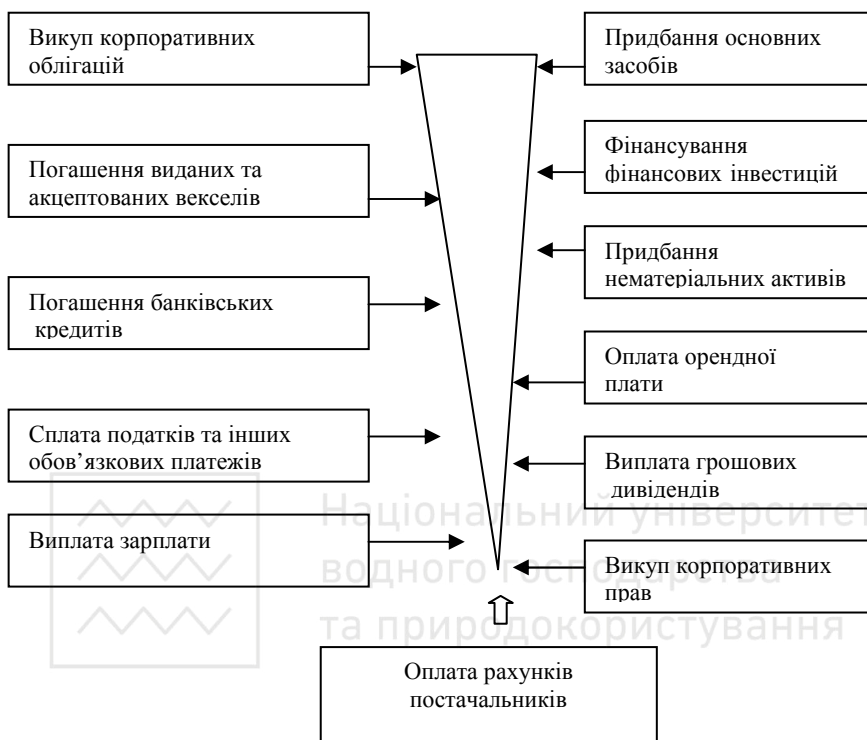 Викуп корпоративних
облігацій
Погашення виданих та
акцептованих векселів
Погашення банківських
кредитів
Сплата податків та інших
обов’язкових платежів
Виплата зарплати
Придбання основних
засобів
Фінансування
фінансових інвестицій
Придбання
нематеріальних активів
Оплата орендної
плати
Виплата грошових
дивідендів
Викуп корпоративних
прав
Оплата рахунків
постачальників
Національний університет
водного господарства
та природокористування